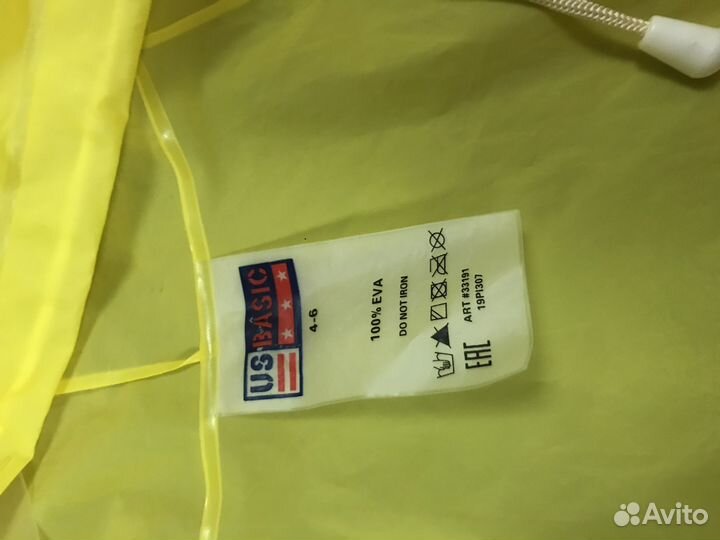 US BASIC
4-6
100% EVA
DO NOT IRON
ART #33191
19PI307
EAC
Avito